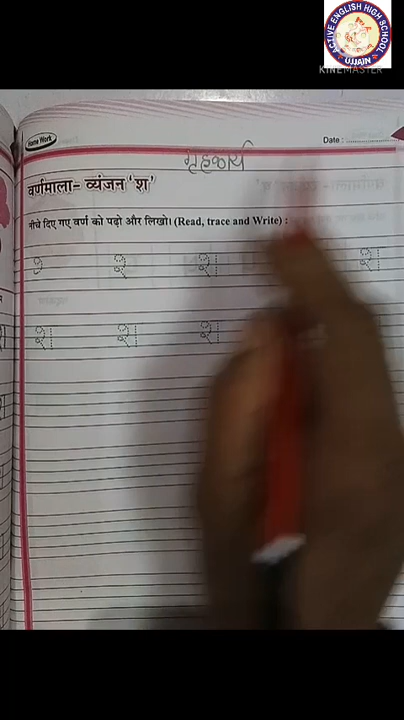 ACTIVE ENGLISH HIGH SCHOOL
UJJAIN
KINEMASTER
Home Work
Date :
गृहकार्य
वर्णमाला– व्यंजन 'श'
नीचे दिए गए वर्ण को पढ़ो और लिखो। (Read, trace and Write) :
श श
श श श